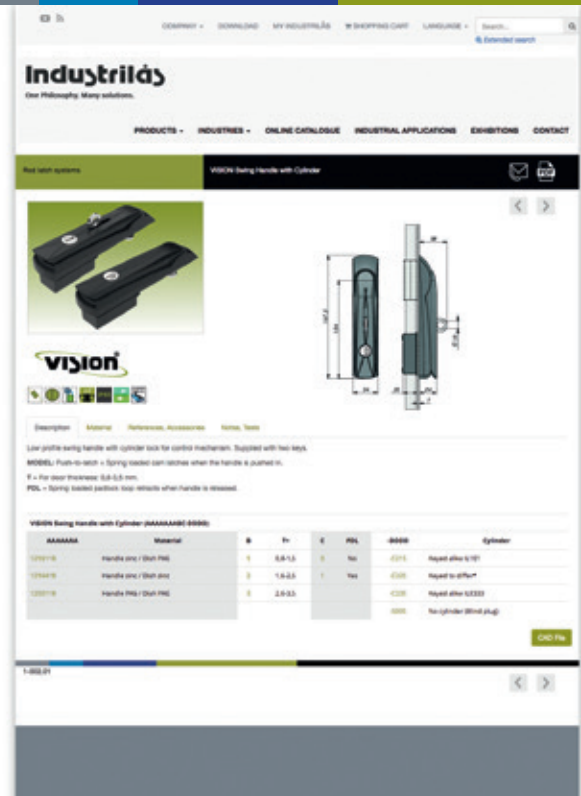 COMPANY DOWNLOAD MY INDUSTRILÅS SHOPPING CART LANGUAGE Search...
Extended search
Industrilås
One Philosophy. Many solutions.
PRODUCTS INDUSTRIES ONLINE CATALOGUE INDUSTRIAL APPLICATIONS EXHIBITIONS CONTACT
Rod latch systems VISION Swing Handle with Cylinder
PDF
VISION
Description Material References, Accessories Notes, Tests
Low profile swing handle with cylinder lock for control mechanism. Supplied with two keys.
MODEL: Push-to-latch = Spring loaded cam latches when the handle is pushed in.
T = For door thickness: 0,8-3,5 mm.
PDL = Spring loaded padlock loop retracts when handle is released.
VISION Swing Handle with Cylinder
Material B T= C PDL -DDDD Cylinder
Handle zinc / Dish PA6 0,8-1,5 No Keyed alike
Handle zinc / Dish zinc 1,6-2,5 1 Yes Keyed to differ*
Handle PA6 / Dish PA6 2,6-3,5 Keyed alike
No cylinder (Blind plug)
CAD File